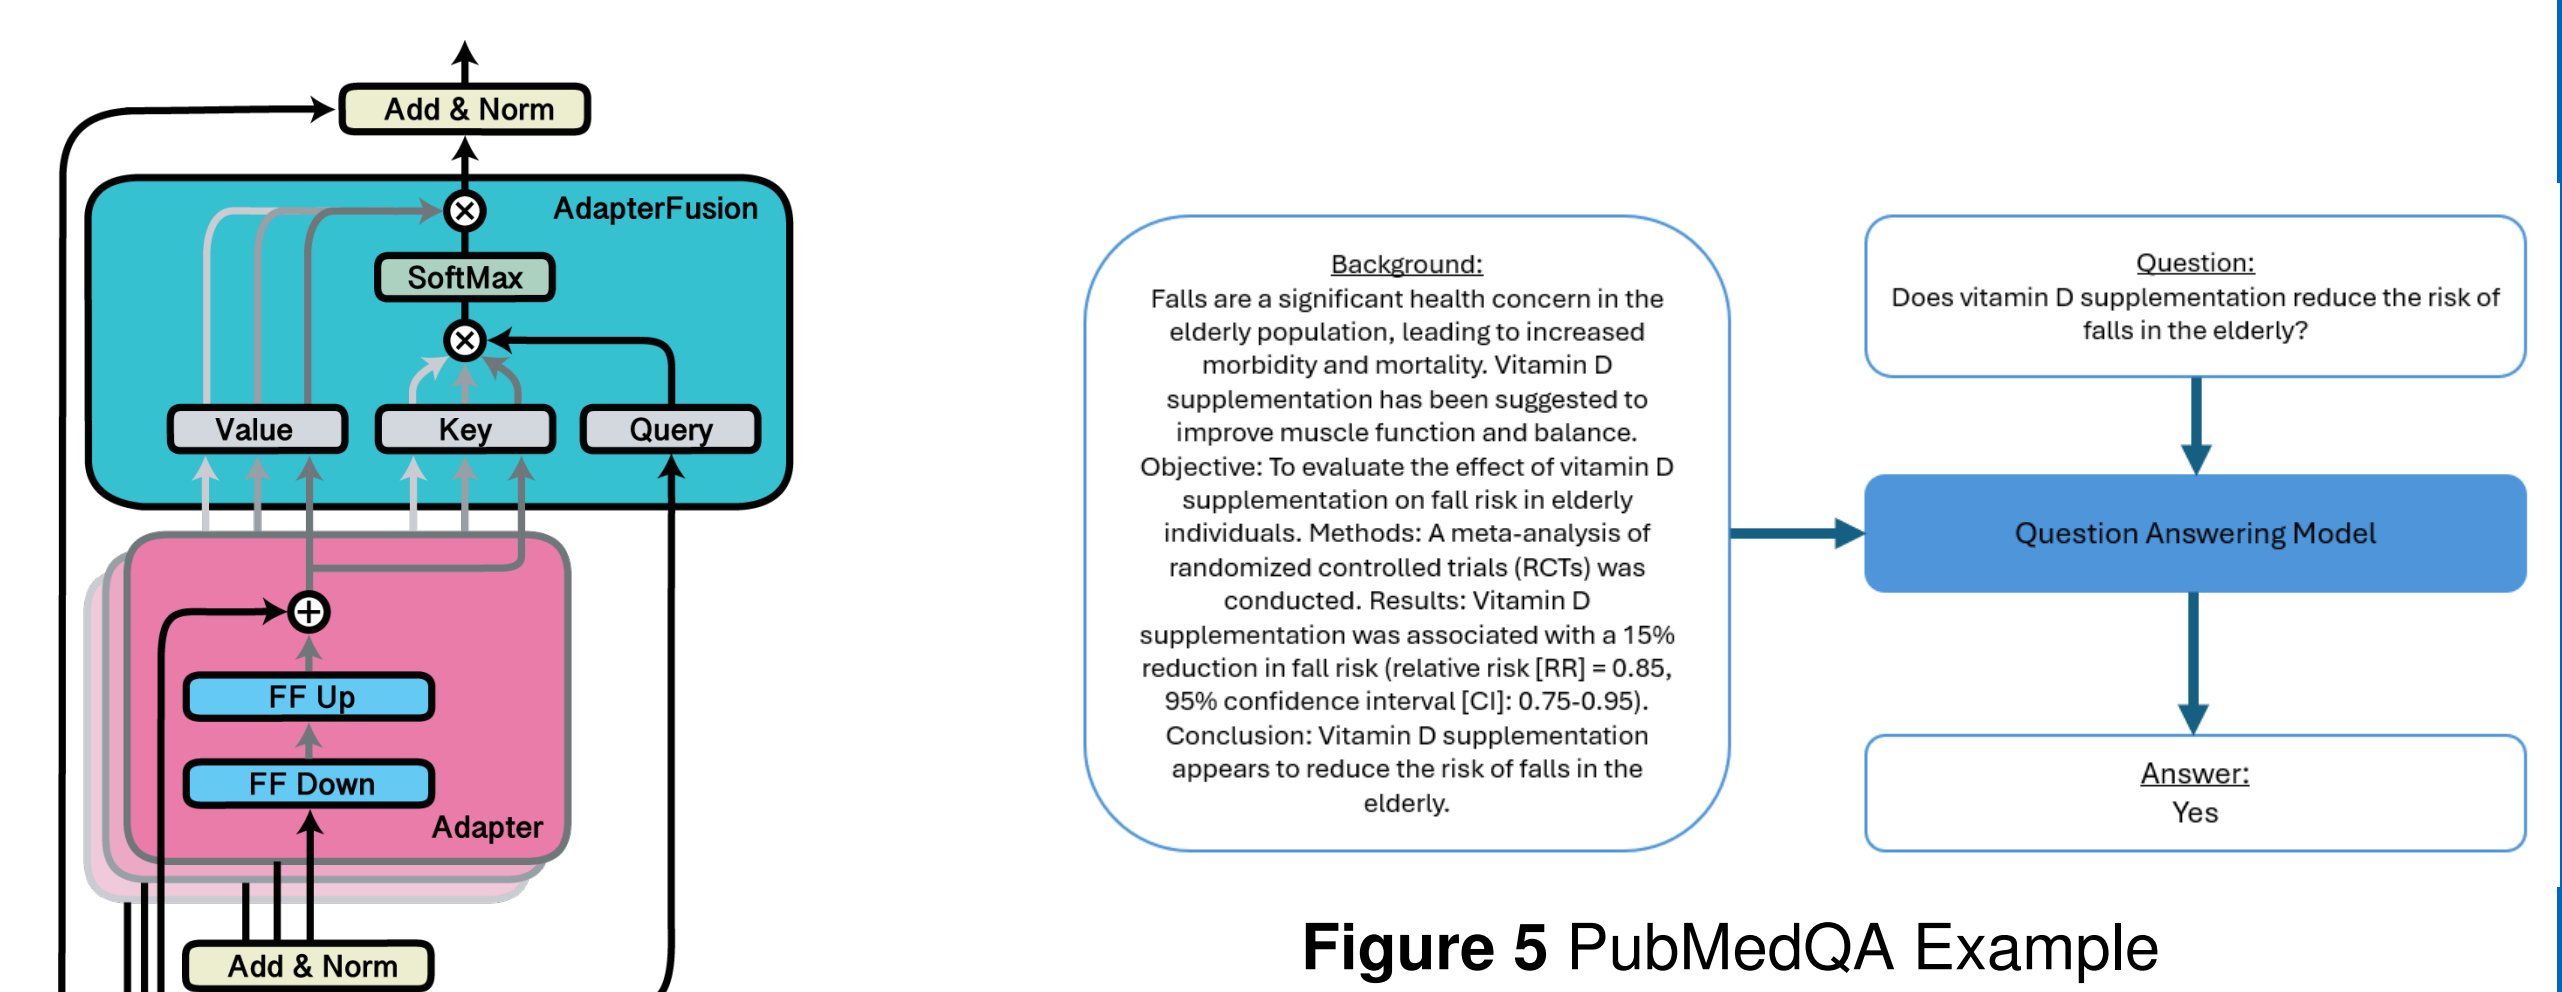 Add & Norm
AdapterFusion
SoftMax
Value
Key
Query
FF Up
FF Down
Adapter
Add & Norm
Background:
Falls are a significant health concern in the
elderly population, leading to increased
morbidity and mortality. Vitamin D
supplementation has been suggested to
improve muscle function and balance.
Objective: To evaluate the effect of vitamin D
supplementation on fall risk in elderly
individuals. Methods: A meta-analysis of
randomized controlled trials (RCTs) was
conducted. Results: Vitamin D
supplementation was associated with a 15%
reduction in fall risk (relative risk [RR] = 0.85,
95% confidence interval [CI]: 0.75-0.95).
Conclusion: Vitamin D supplementation
appears to reduce the risk of falls in the
elderly.
Question:
Does vitamin D supplementation reduce the risk of
falls in the elderly?
Question Answering Model
Answer:
Yes
Figure 5 PubMedQA Example